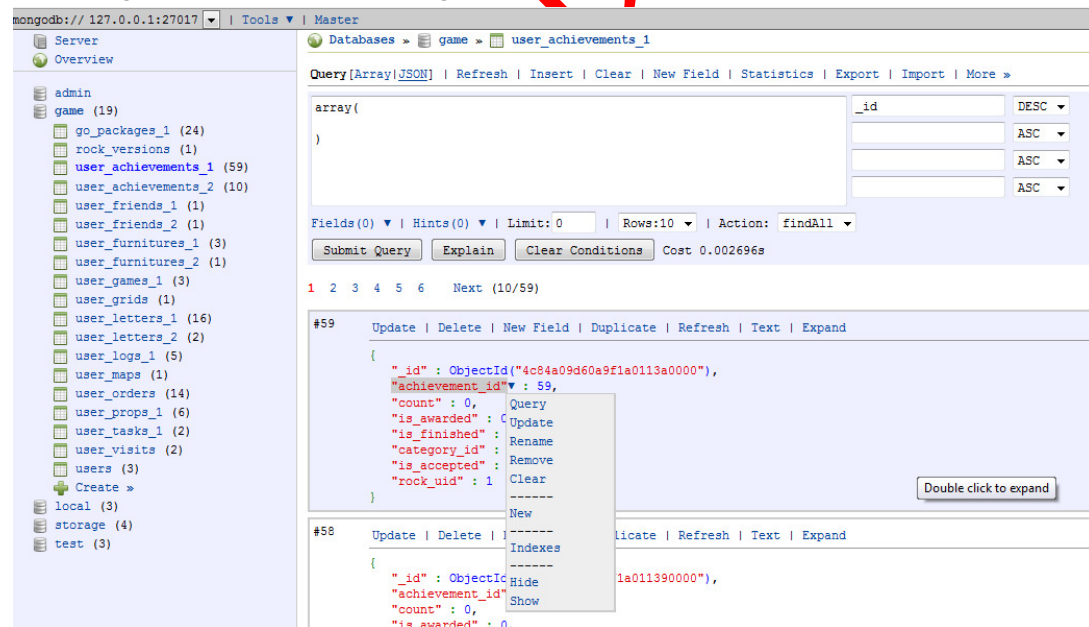 mongodb:// 127.0.0.1:27017 | Tools ▼ | Master
Server
Overview
admin
game (19)
go_packages_1 (24)
rock_versions (1)
user_achievements_1 (59)
user_achievements_2 (10)
user_friends_1 (1)
user_friends_2 (1)
user_furnitures_1 (3)
user_furnitures_2 (1)
user_games_1 (3)
user_grids (1)
user_letters_1 (16)
user_letters_2 (2)
user_logs_1 (5)
user_maps (1)
user_orders (14)
user_props_1 (6)
user_tasks_1 (2)
user_visits (2)
users (3)
Create »
local (3)
storage (4)
test (3)
Databases » game » user_achievements_1
Query[Array|JSON] | Refresh | Insert | Clear | New Field | Statistics | Export | Import | More »
array(
)
_id DESC
ASC
ASC
ASC
Fields(0) ▼ | Hints(0) ▼ | Limit: 0 | Rows:10 | Action: findAll
Submit Query Explain Clear Conditions Cost 0.002696s
1 2 3 4 5 6 Next (10/59)
#59 Update | Delete | New Field | Duplicate | Refresh | Text | Expand
{
"_id" : ObjectId("4c84a09d60a9f1a0113a0000"),
"achievement_id"▼ : 59,
"count" : 0,
"is_awarded" :
"is_finished" :
"category_id" :
"is_accepted" :
"rock_uid" : 1
}
Query
Update
Rename
Remove
Clear
------
New
------
Indexes
------
Hide
Show
Double click to expand
#58 Update | Delete | licate | Refresh | Text | Expand
{
"_id" : ObjectId 1a011390000"),
"achievement_id"
"count" : 0,
"is_awarded" : 0